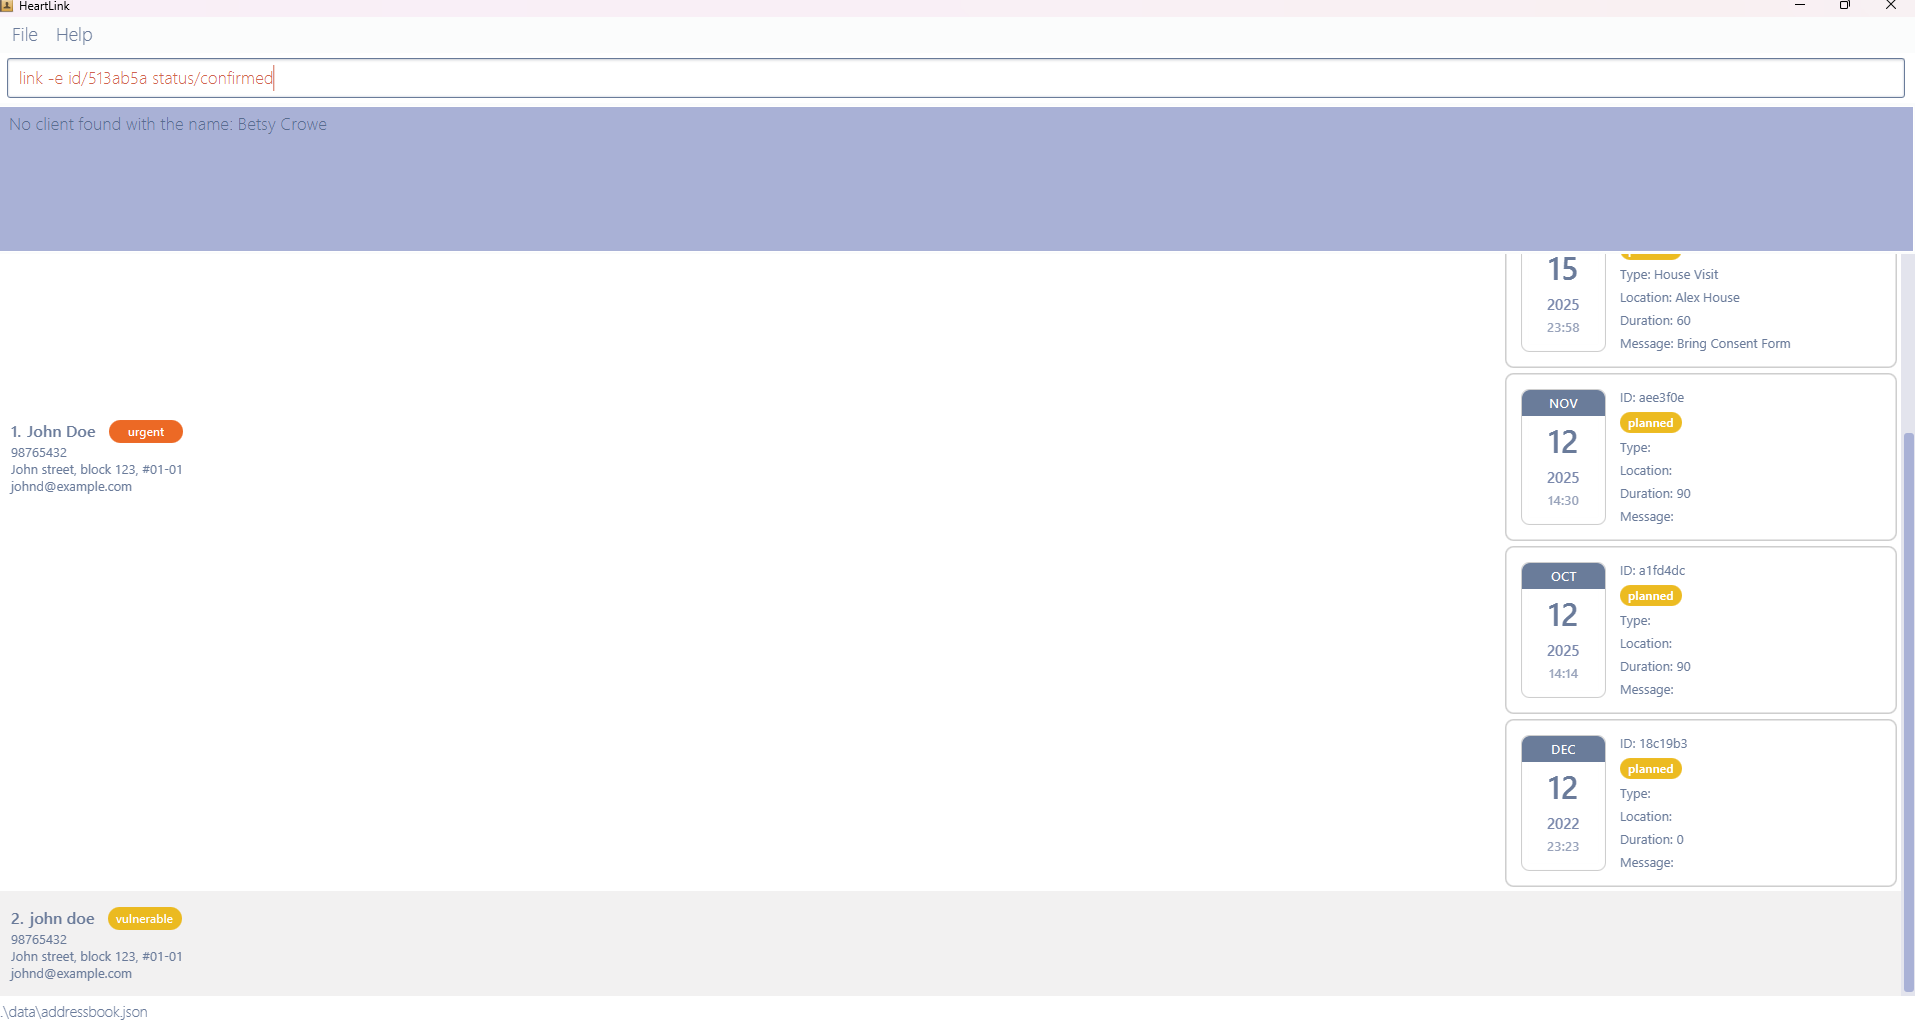 HeartLink
File Help
link -e id/513ab5a status/confirmed
No client found with the name: Betsy Crowe
1. John Doe urgent
98765432
John street, block 123, #01-01
johnd@example.com
15
2025
23:58
Type: House Visit
Location: Alex House
Duration: 60
Message: Bring Consent Form
NOV
12
2025
14:30
ID: aee3f0e
planned
Type:
Location:
Duration: 90
Message:
OCT
12
2025
14:14
ID: a1fd4dc
planned
Type:
Location:
Duration: 90
Message:
DEC
12
2022
23:23
ID: 18c19b3
planned
Type:
Location:
Duration: 0
Message:
2. john doe vulnerable
98765432
John street, block 123, #01-01
johnd@example.com
.\data\addressbook.json